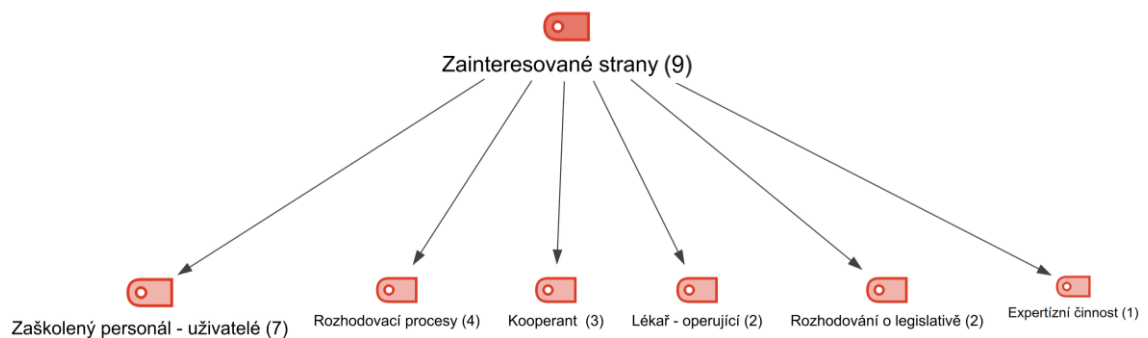 Zainteresované strany (9)
Zaškolený personál - uživatelé (7)
Rozhodovací procesy (4)
Kooperant (3)
Lékař - operující (2)
Rozhodování o legislativě (2)
Expertízní činnost (1)